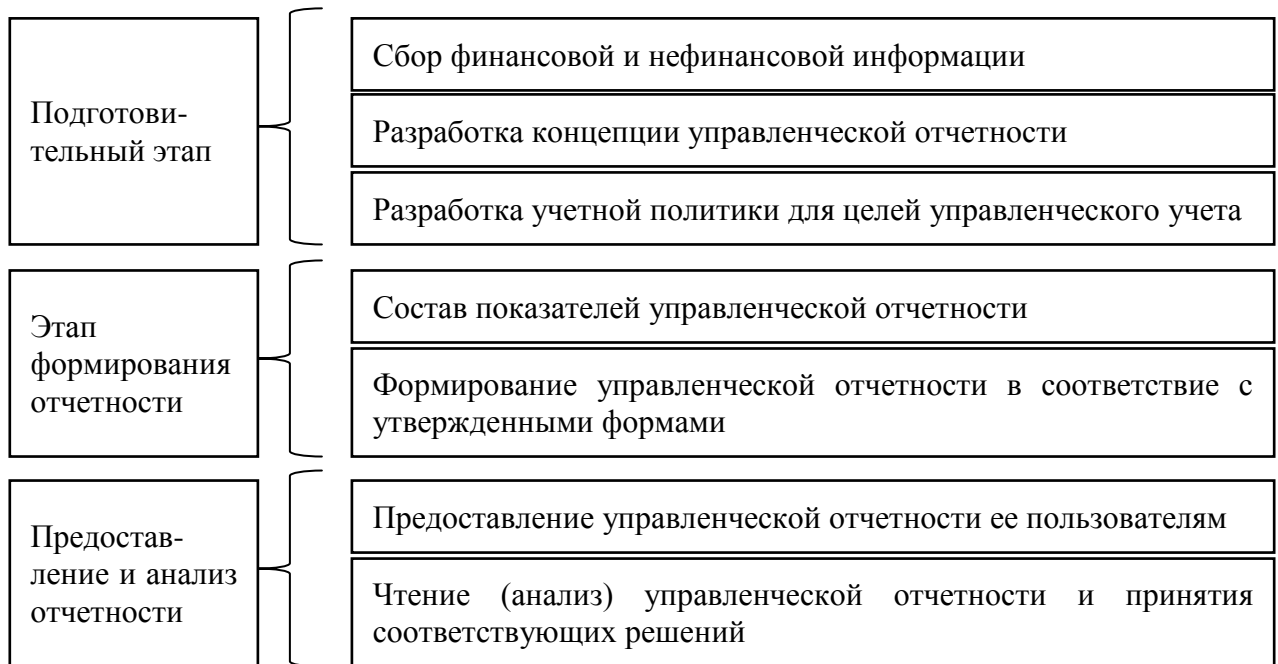 Подготови-
тельный этап
Сбор финансовой и нефинансовой информации
Разработка концепции управленческой отчетности
Разработка учетной политики для целей управленческого учета
Этап
формирования
отчетности
Состав показателей управленческой отчетности
Формирование управленческой отчетности в соответствие с
утвержденными формами
Предостав-
ление и анализ
отчетности
Предоставление управленческой отчетности ее пользователям
Чтение (анализ) управленческой отчетности и принятия
соответствующих решений